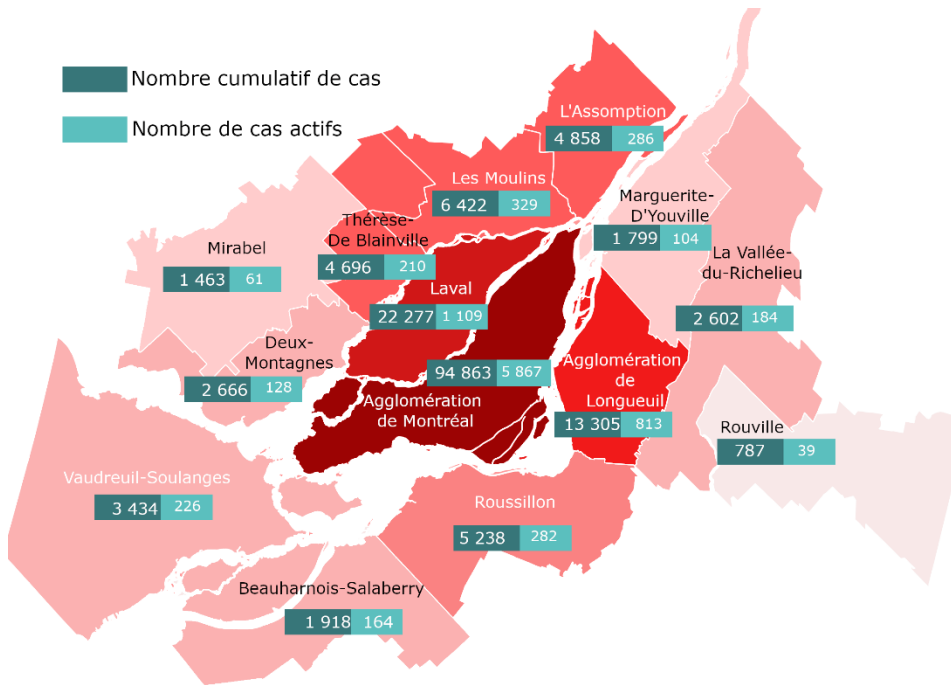 Nombre cumulatif de cas
Nombre de cas actifs
L'Assomption
4 858 286
Les Moulins
6 422 329
Marguerite-
D'Youville
1 799 104
Thérèse-
De Blainville
4 696 210
Mirabel
1 463 61
La Vallée-
du-Richelieu
2 602 184
Laval
22 277 1 109
Deux-
Montagnes
2 666 128
94 863 5 867
Agglomération
de Montréal
Agglomération
de
Longueuil
13 305 813
Rouville
787 39
Vaudreuil-Soulanges
3 434 226
Roussillon
5 238 282
Beauharnois-Salaberry
1 918 164